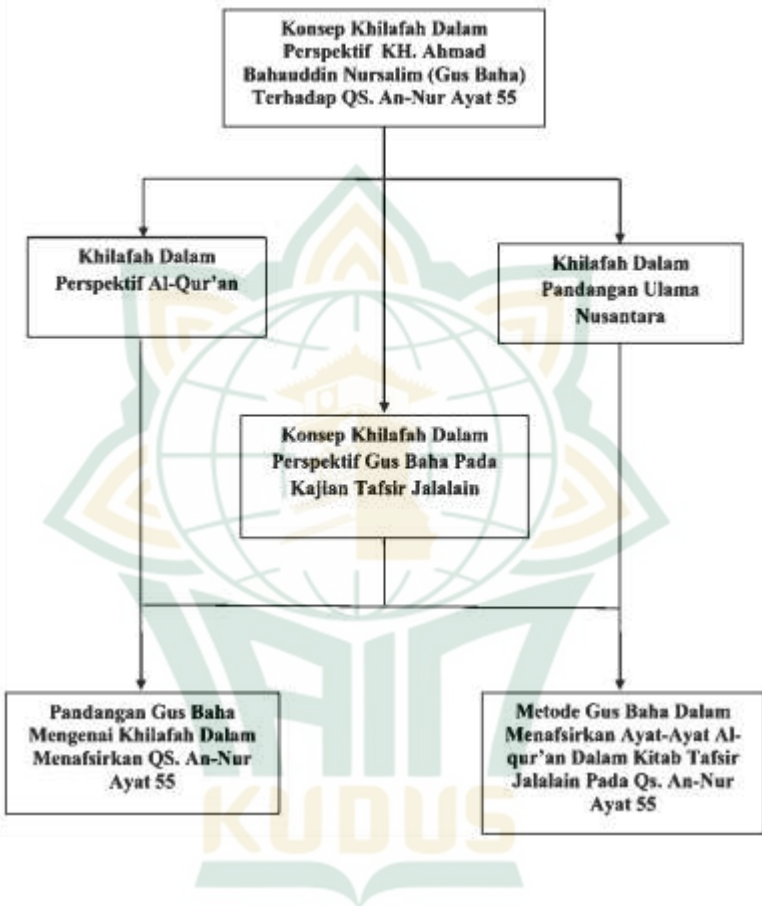 Konsep Khilafah Dalam
Perspektif KH. Ahmad
Bahauddin Nursalim (Gus Baha)
Terhadap QS. An-Nur Ayat 55
Khilafah Dalam
Perspektif Al-Qur'an
Khilafah Dalam
Pandangan Ulama
Nusantara
Konsep Khilafah Dalam
Perspektif Gus Baha Pada
Kajian Tafsir Jalalain
Pandangan Gus Baha
Mengenai Khilafah Dalam
Menafsirkan QS. An-Nur
Ayat 55
Metode Gus Baha Dalam
Menafsirkan Ayat-Ayat Al-
qur'an Dalam Kitab Tafsir
Jalalain Pada Qs. An-Nur
Ayat 55
IAIN
KUDUS